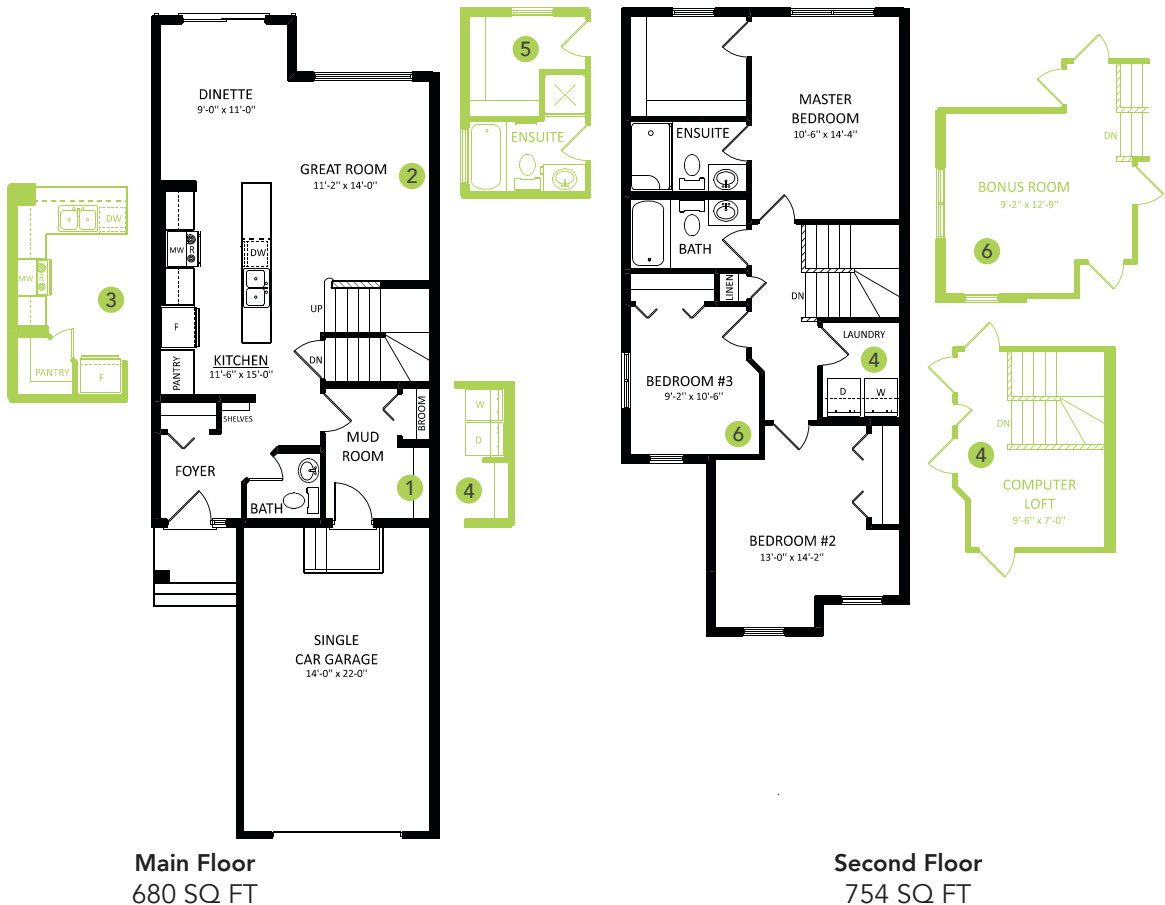 DINETTE
9'-0" x 11'-0"
GREAT ROOM
11'-2" x 14'-0"
2
DW
MW
R
F
PANTRY
KITCHEN
11'-6" x 15'-0"
UP
DN
SHELVES
BROOM
MUD
ROOM
FOYER
BATH
1
SINGLE
CAR GARAGE
14'-0" x 22-0"
Main Floor
680 SQ FT
DW
MW
R
3
PANTRY
F
5
ENSUITE
W
D
4
MASTER
BEDROOM
10'-6" x 14'-4"
ENSUITE
BATH
LINEN
DN
LAUNDRY
4
D
W
BEDROOM #3
9'-2" x 10'-6"
6
BEDROOM #2
13'-0" x 14'-2"
Second Floor
754 SQ FT
DN
BONUS ROOM
9'-2" x 12'-9"
6
DN
4
COMPUTER
LOFT
9'-6" x 7'-0"